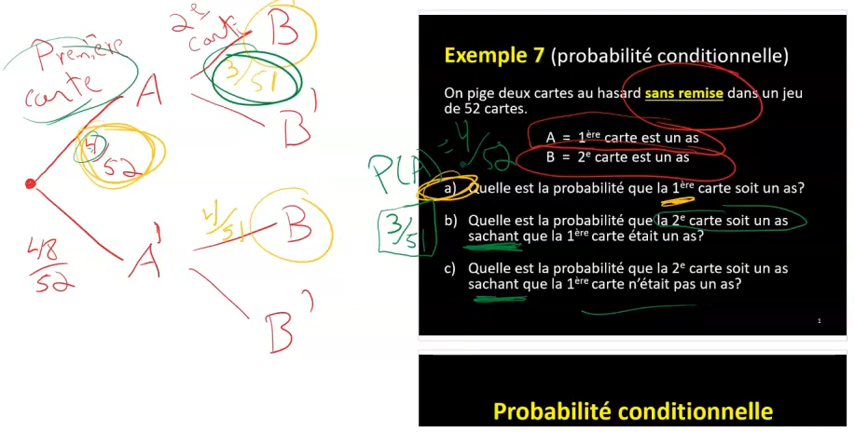 Première
carte
2e
carte
A
4/52
B
3/51
B'
48/52
A'
4/51
B
B'
Exemple 7 (probabilité conditionnelle)
On pige deux cartes au hasard sans remise dans un jeu
de 52 cartes.
A = 1ère carte est un as
B = 2e carte est un as
P(A) = 4/52
a) Quelle est la probabilité que la 1ère carte soit un as?
3/51
b) Quelle est la probabilité que la 2e carte soit un as
sachant que la 1ère carte était un as?
c) Quelle est la probabilité que la 2e carte soit un as
sachant que la 1ère carte n'était pas un as?
1
Probabilité conditionnelle